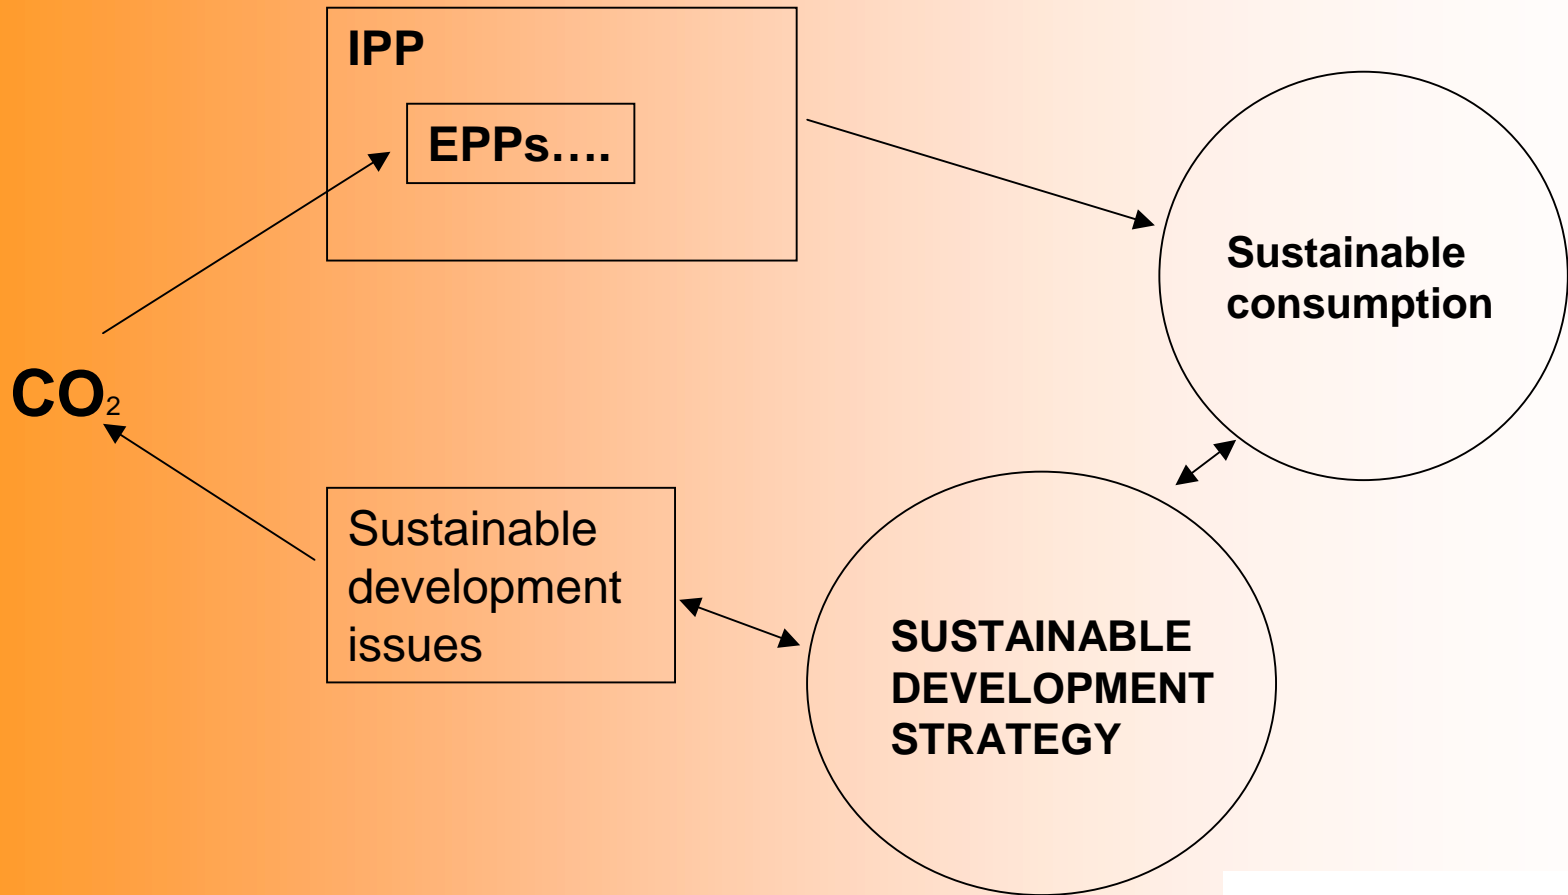 IPP
EPPs….
Sustainable
consumption
CO₂
Sustainable
development
issues
SUSTAINABLE
DEVELOPMENT
STRATEGY